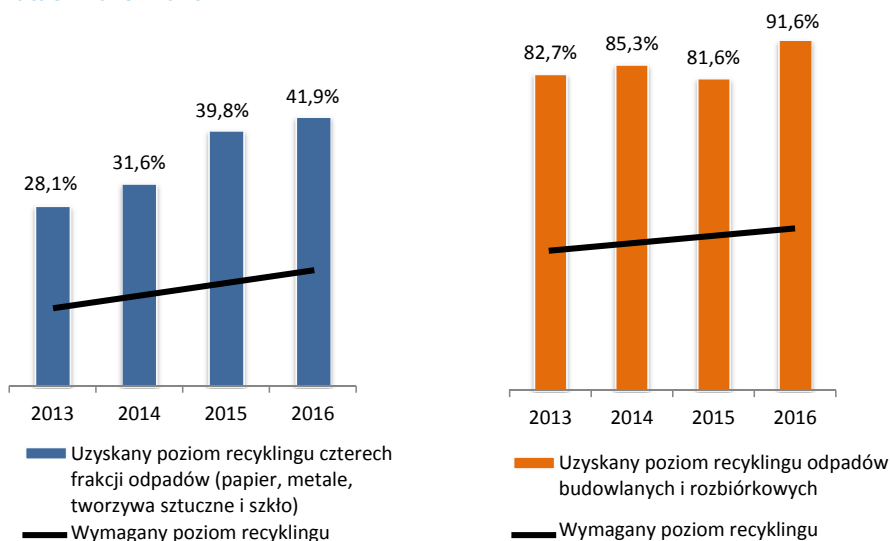 28,1%
31,6%
39,8%
41,9%
2013 2014 2015 2016
Uzyskany poziom recyklingu czterech
frakcji odpadów (papier, metale,
tworzywa sztuczne i szkło)
Wymagany poziom recyklingu
82,7%
85,3%
81,6%
91,6%
2013 2014 2015 2016
Uzyskany poziom recyklingu odpadów
budowlanych i rozbiórkowych
Wymagany poziom recyklingu